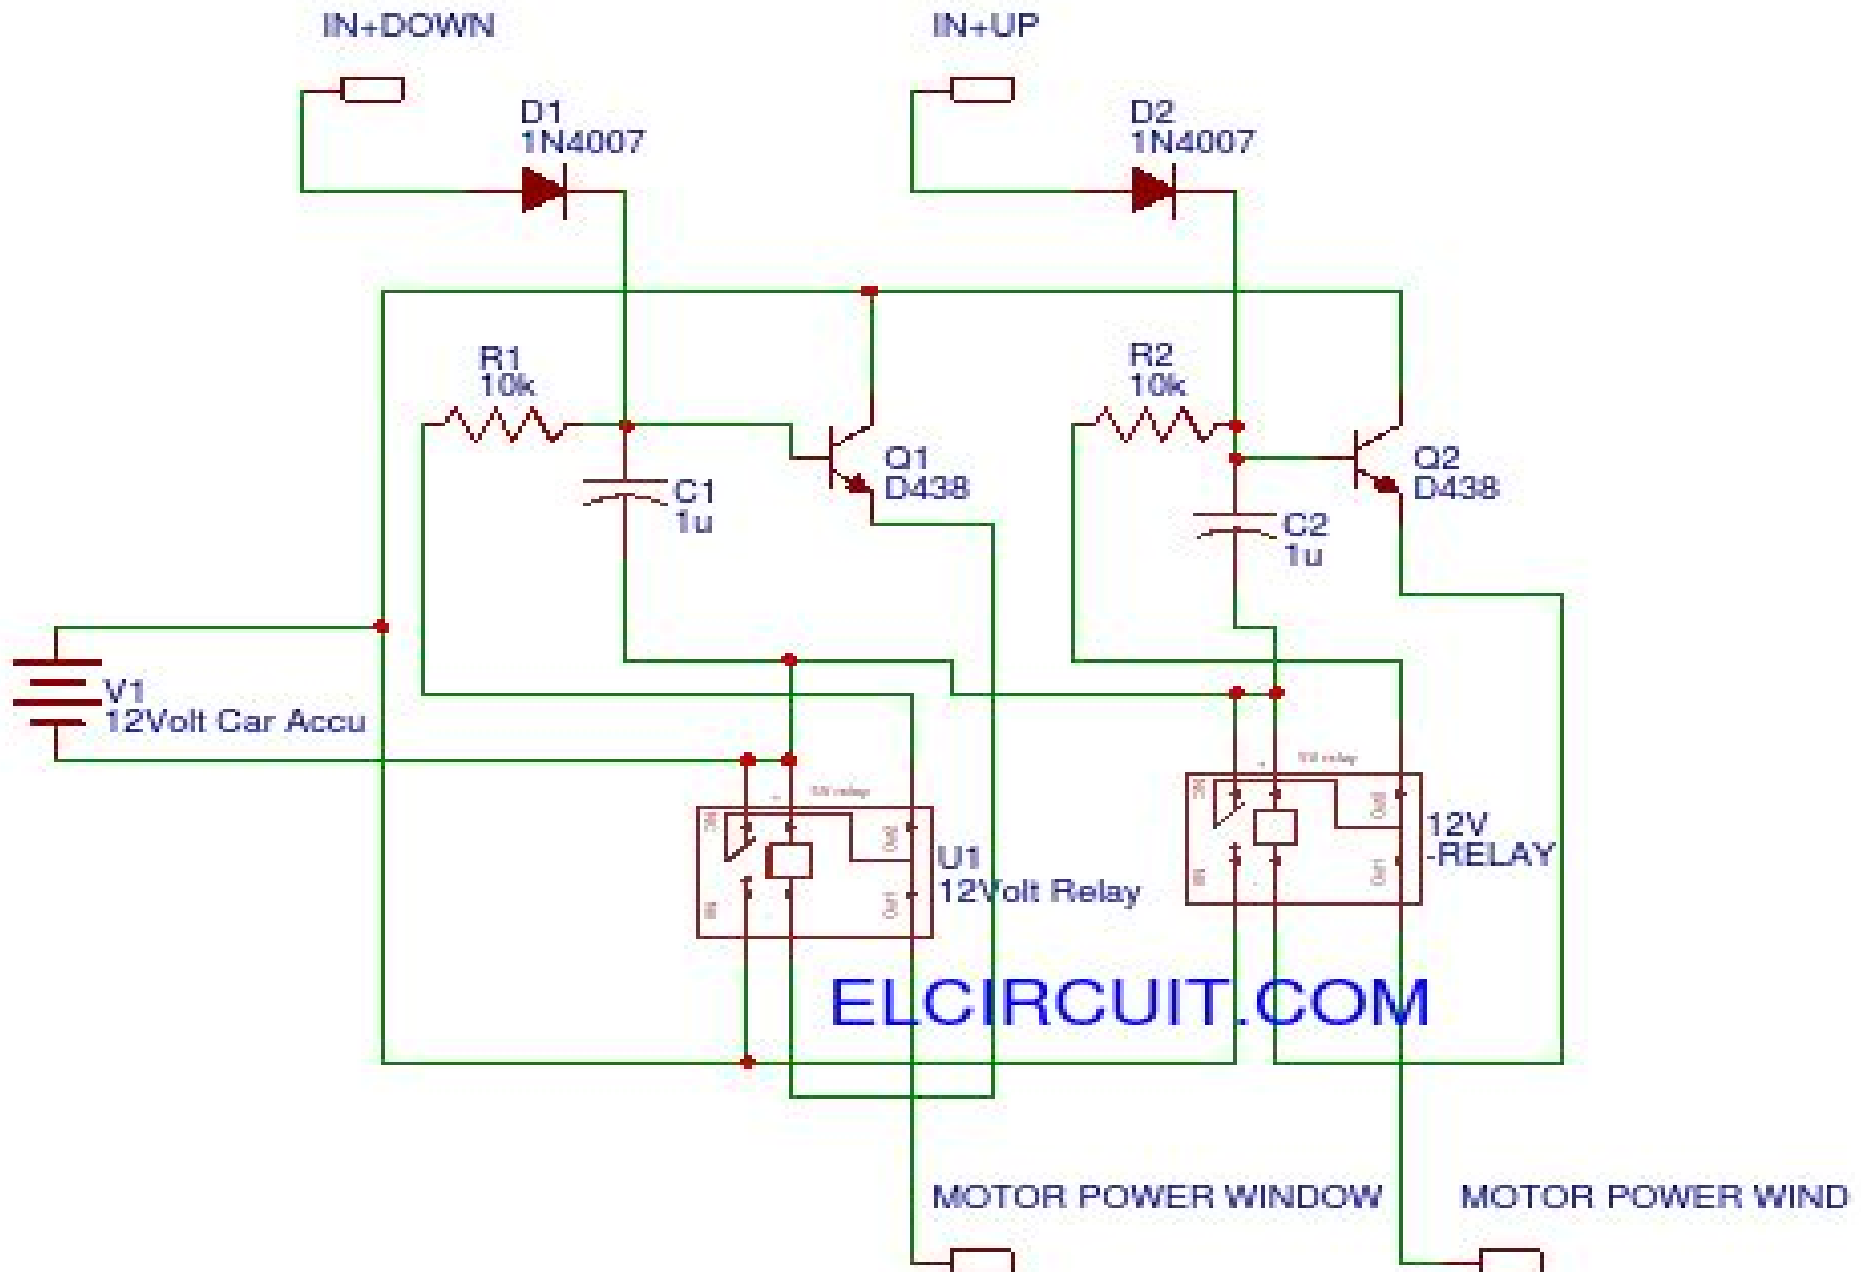 IN+DOWN
IN+UP
D1
1N4007
D2
1N4007
R1
10k
R2
10k
Q1
D438
Q2
D438
C1
1u
C2
1u
V1
12Volt Car Accu
U1
12Volt Relay
12V
-RELAY
ELCIRCUIT.COM
MOTOR POWER WINDOW
MOTOR POWER WIND